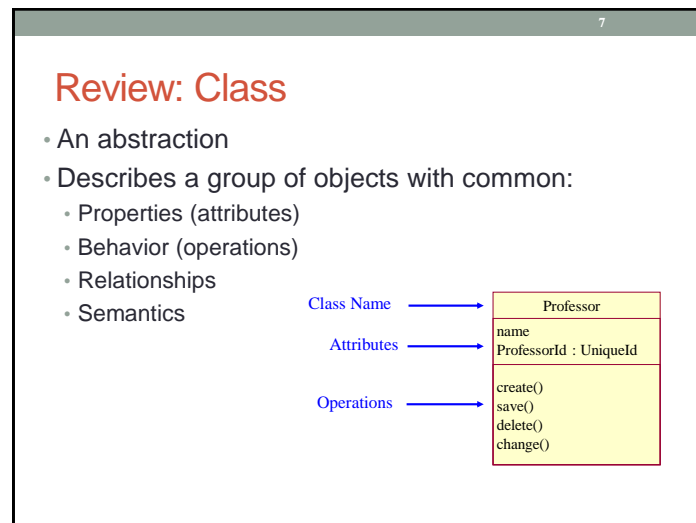 7
Review: Class
• An abstraction
• Describes a group of objects with common:
• Properties (attributes)
• Behavior (operations)
• Relationships
• Semantics
Class Name
Professor
Attributes
name
ProfessorId : UniqueId
Operations
create()
save()
delete()
change()